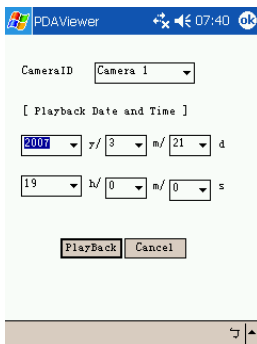 PDAViewer 07:40 ok
CameraID Camera 1
[ Playback Date and Time ]
2007 y/ 3 m/ 21 d
19 h/ 0 m/ 0 s
PlayBack Cancel